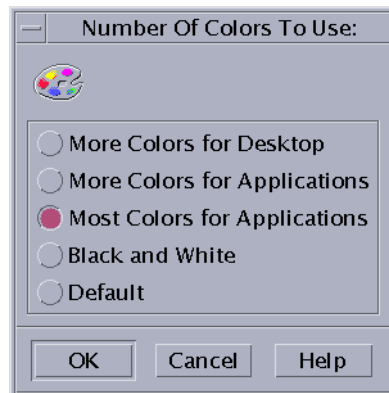 Number Of Colors To Use:
More Colors for Desktop
More Colors for Applications
Most Colors for Applications
Black and White
Default
OK Cancel Help